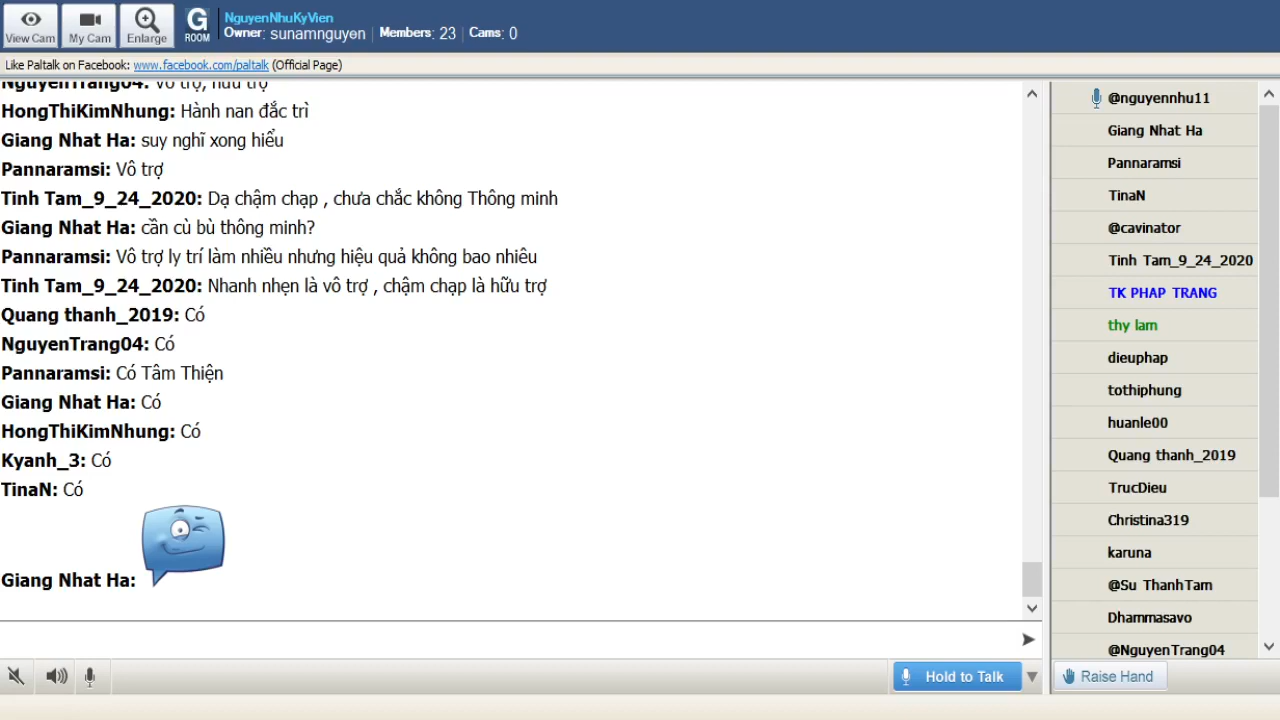 View Cam
My Cam
Enlarge
G
ROOM
NguyenNhuKyVien
Owner: sunamnguyen | Members: 23 | Cams: 0
Like Paltalk on Facebook: www.facebook.com/paltalk (Official Page)
NguyenTrang04: Vô trợ, hữu trợ
HongThiKimNhung: Hành nan đắc trì
Giang Nhat Ha: suy nghĩ xong hiểu
Pannaramsi: Vô trợ
Tinh Tam_9_24_2020: Dạ chậm chạp , chưa chắc không Thông minh
Giang Nhat Ha: cần cù bù thông minh?
Pannaramsi: Vô trợ ly trí làm nhiều nhưng hiệu quả không bao nhiêu
Tinh Tam_9_24_2020: Nhanh nhẹn là vô trợ , chậm chạp là hữu trợ
Quang thanh_2019: Có
NguyenTrang04: Có
Pannaramsi: Có Tâm Thiện
Giang Nhat Ha: Có
HongThiKimNhung: Có
Kyanh_3: Có
TinaN: Có
Giang Nhat Ha:
@nguyennhu11
Giang Nhat Ha
Pannaramsi
TinaN
@cavinator
Tinh Tam_9_24_2020
TK PHAP TRANG
thy lam
dieuphap
tothiphung
huanle00
Quang thanh_2019
TrucDieu
Christina319
karuna
@Su ThanhTam
Dhammasavo
@NguyenTrang04
Hold to Talk
Raise Hand